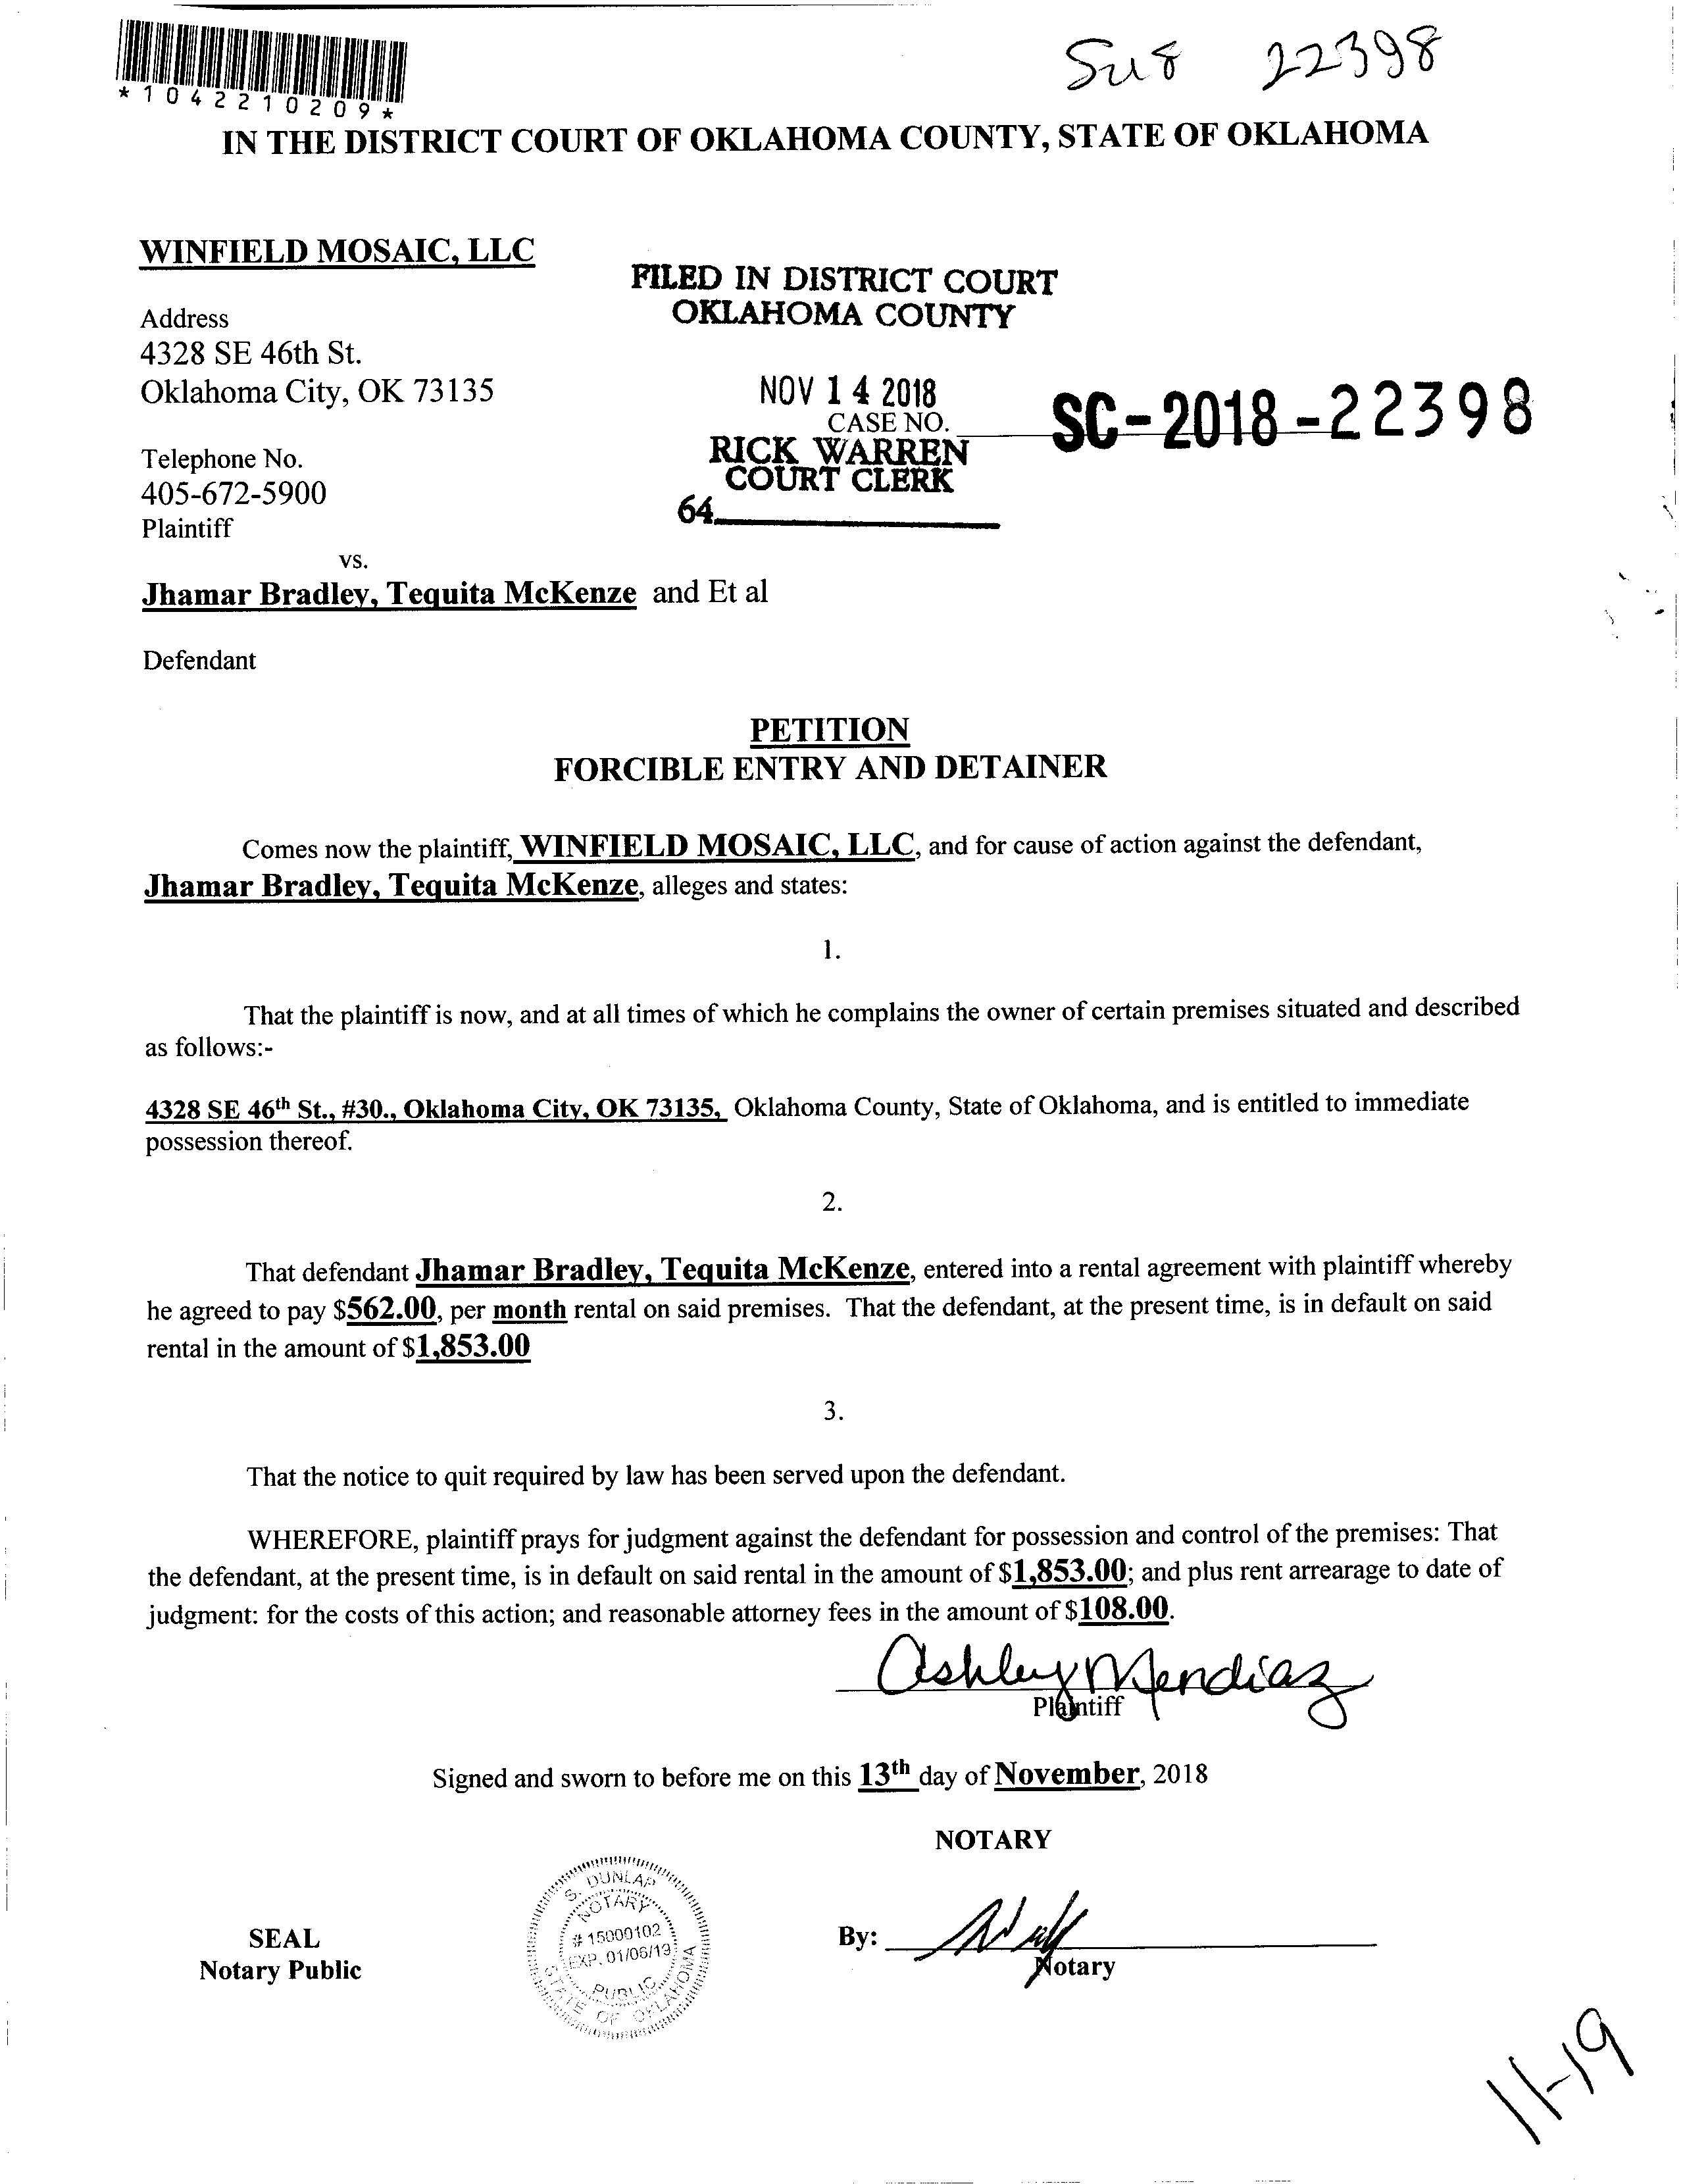 Su8 22398
*1042210209*
IN THE DISTRICT COURT OF OKLAHOMA COUNTY, STATE OF OKLAHOMA
WINFIELD MOSAIC, LLC
FILED IN DISTRICT COURT
OKLAHOMA COUNTY
Address
4328 SE 46th St.
Oklahoma City, OK 73135
NOV 14 2018
CASE NO. SC-2018-22398
RICK WARREN
COURT CLERK
64
Telephone No.
405-672-5900
Plaintiff
vs.
Jhamar Bradley, Tequita McKenze and Et al
Defendant
PETITION
FORCIBLE ENTRY AND DETAINER
Comes now the plaintiff, WINFIELD MOSAIC, LLC, and for cause of action against the defendant,
Jhamar Bradley, Tequita McKenze, alleges and states:
1.
That the plaintiff is now, and at all times of which he complains the owner of certain premises situated and described
as follows:-
4328 SE 46th St., #30., Oklahoma City, OK 73135, Oklahoma County, State of Oklahoma, and is entitled to immediate
possession thereof.
2.
That defendant Jhamar Bradley, Tequita McKenze, entered into a rental agreement with plaintiff whereby
he agreed to pay $562.00, per month rental on said premises. That the defendant, at the present time, is in default on said
rental in the amount of $1,853.00
3.
That the notice to quit required by law has been served upon the defendant.
WHEREFORE, plaintiff prays for judgment against the defendant for possession and control of the premises: That
the defendant, at the present time, is in default on said rental in the amount of $1,853.00; and plus rent arrearage to date of
judgment: for the costs of this action; and reasonable attorney fees in the amount of $108.00.
Ashley Mendiaz
Plaintiff
Signed and sworn to before me on this 13th day of November, 2018
NOTARY
S. DUNLAP
NOTARY
# 15000102
EXP. 01/06/19
PUBLIC
STATE OF OKLAHOMA
SEAL
Notary Public
By:
Notary
11-19